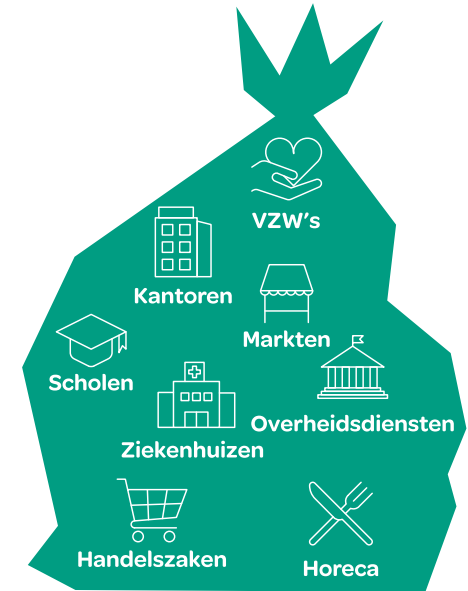 VZW's
Kantoren
Markten
Scholen
Overheidsdiensten
Ziekenhuizen
Handelszaken
Horeca